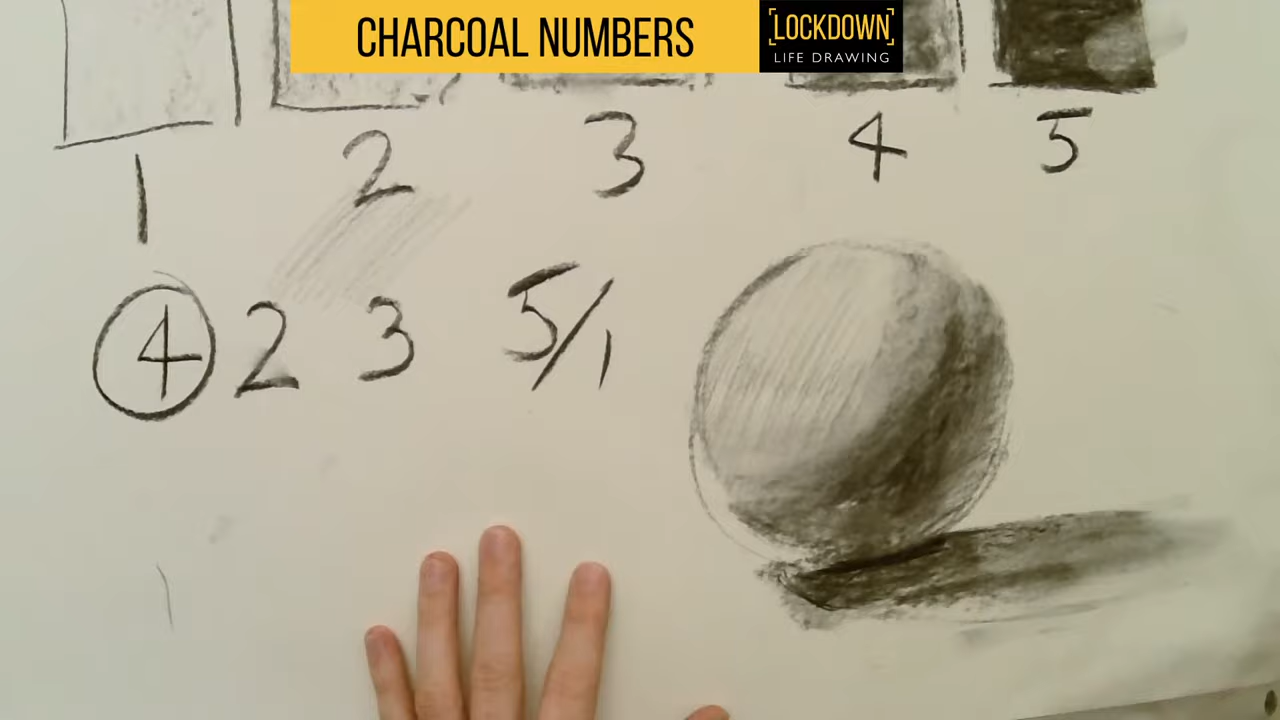 CHARCOAL NUMBERS
LOCKDOWN
LIFE DRAWING
1 2 3 4 5
4 2 3 5/1